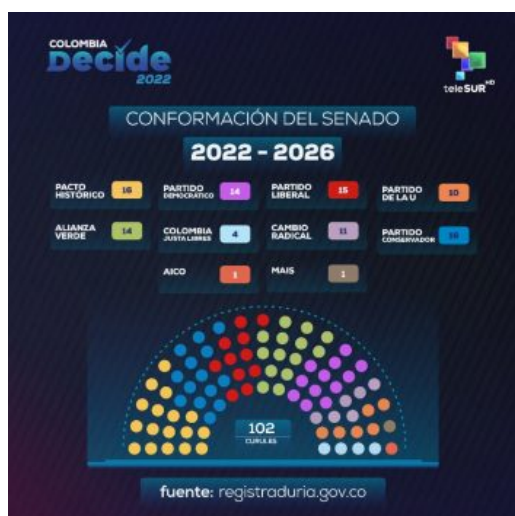 COLOMBIA
Decide
2022
teleSUR HD
CONFORMACIÓN DEL SENADO
2022 - 2026
PACTO HISTÓRICO 16
PARTIDO DEMOCRÁTICO 14
PARTIDO LIBERAL 15
PARTIDO DE LA U 10
ALIANZA VERDE 14
COLOMBIA JUSTA LIBRES 4
CAMBIO RADICAL 11
PARTIDO CONSERVADOR 16
AICO 1
MAIS 1
102
CURULES
fuente: registraduria.gov.co